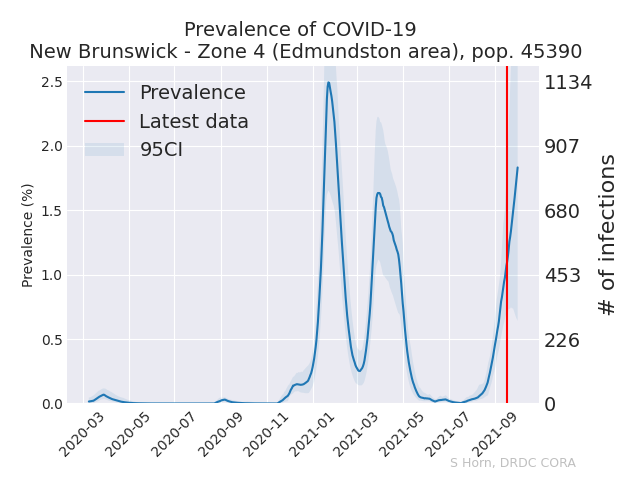 Prevalence of COVID-19
New Brunswick - Zone 4 (Edmundston area), pop. 45390
Prevalence
Latest data
95CI
2.5
2.0
1.5
1.0
0.5
0.0
Prevalence (%)
1134
907
680
453
226
0
# of infections
2020-03
2020-05
2020-07
2020-09
2020-11
2021-01
2021-03
2021-05
2021-07
2021-09
S Horn, DRDC CORA